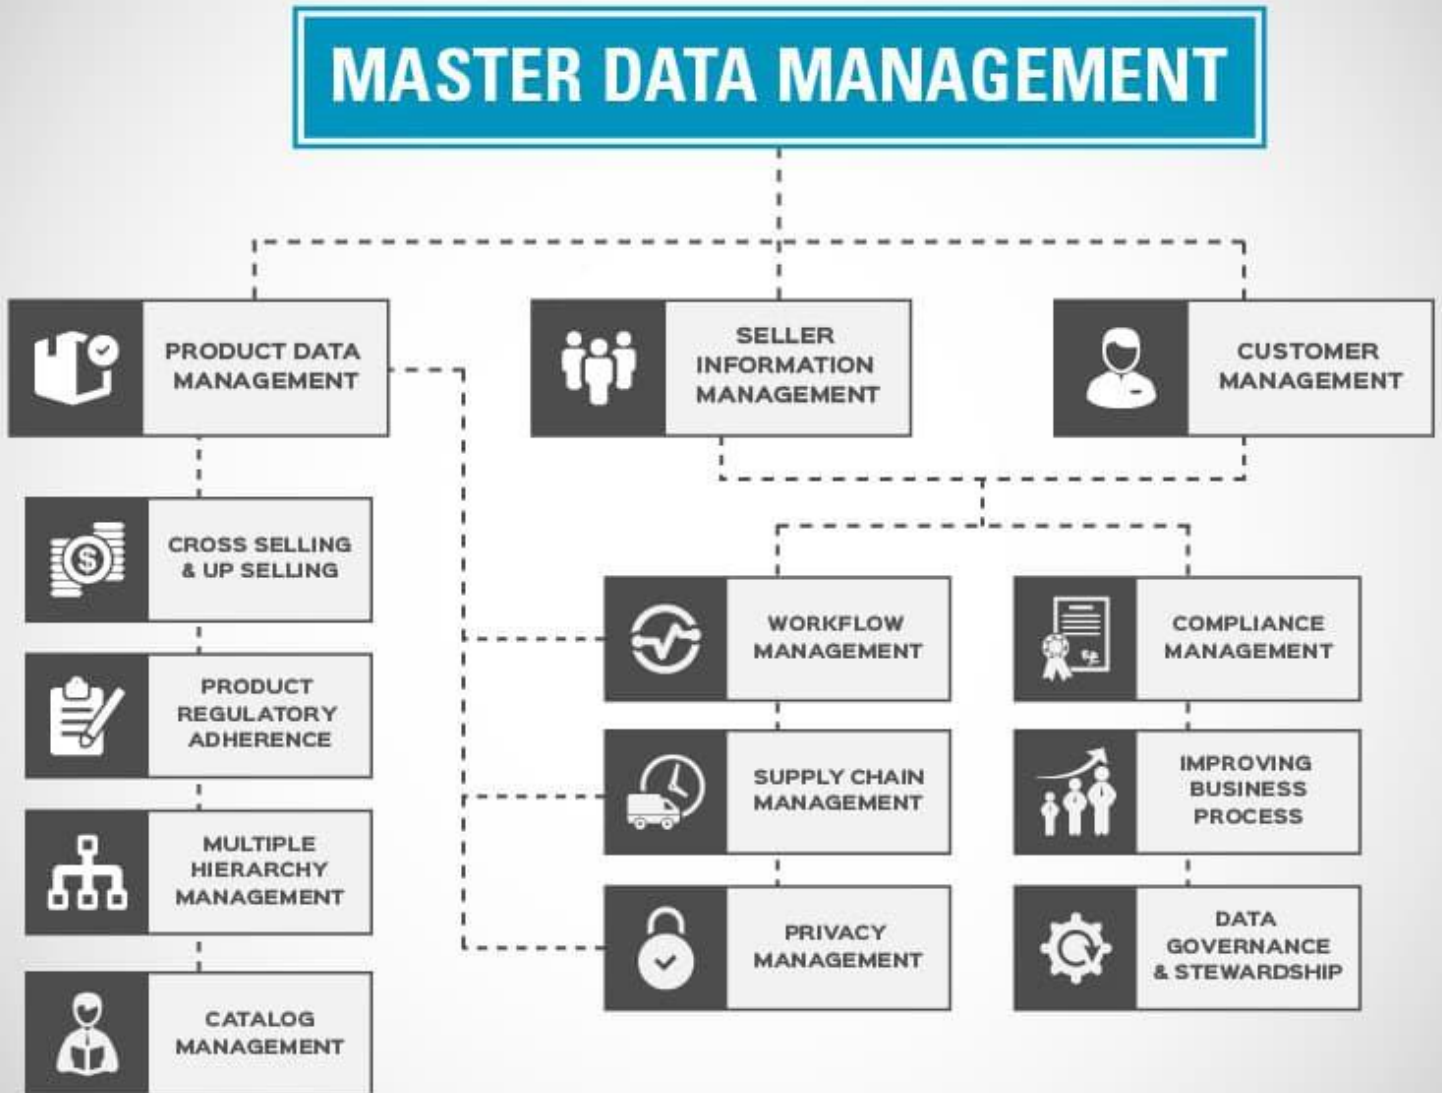 MASTER DATA MANAGEMENT
PRODUCT DATA
MANAGEMENT
SELLER
INFORMATION
MANAGEMENT
CUSTOMER
MANAGEMENT
CROSS SELLING
& UP SELLING
PRODUCT
REGULATORY
ADHERENCE
MULTIPLE
HIERARCHY
MANAGEMENT
CATALOG
MANAGEMENT
WORKFLOW
MANAGEMENT
SUPPLY CHAIN
MANAGEMENT
PRIVACY
MANAGEMENT
COMPLIANCE
MANAGEMENT
IMPROVING
BUSINESS
PROCESS
DATA
GOVERNANCE
& STEWARDSHIP